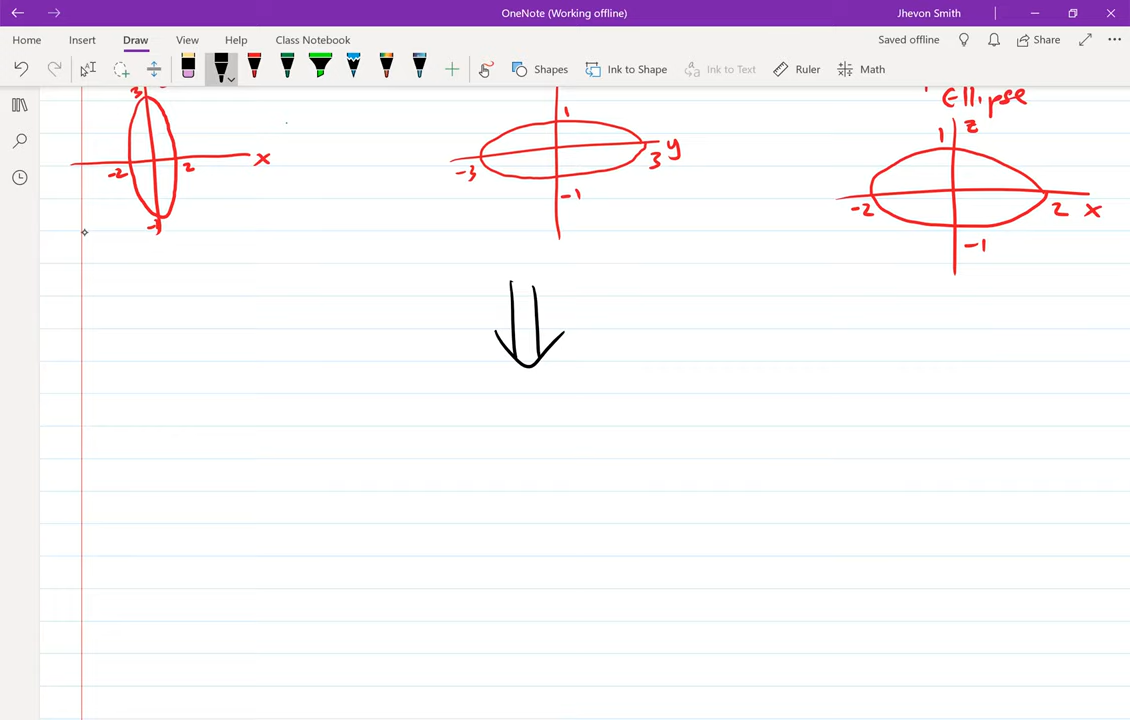 OneNote (Working offline)
Jhevon Smith
Home Insert Draw View Help Class Notebook
Saved offline
Share
Shapes
Ink to Shape
Ink to Text
Ruler
Math
Ellipse
3
x
-2
2
-3
1
y
-3
3
-1
1
z
-2
2
x
-1